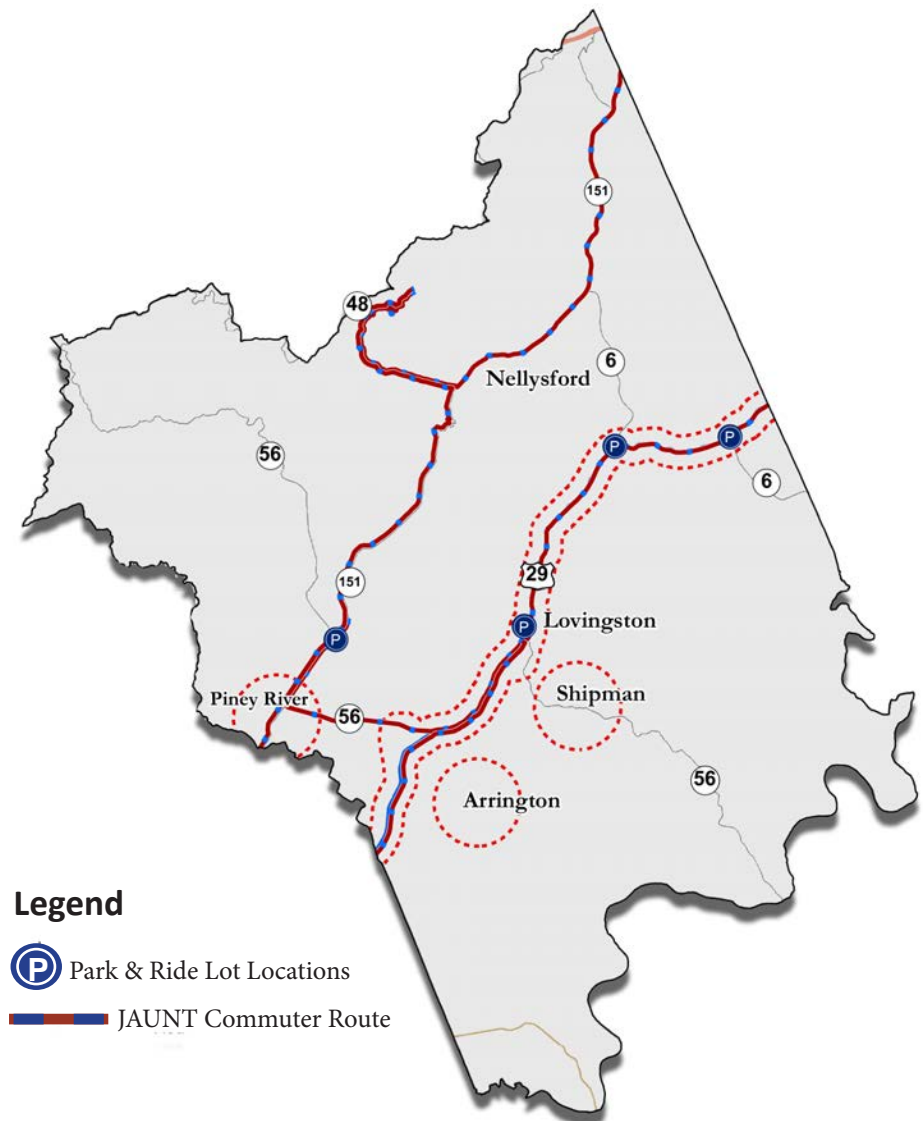 151
48
6
Nellysford
56
P
P
6
29
151
P
Lovingston
P
Shipman
Piney River
56
56
Arrington
Legend
P Park & Ride Lot Locations
JAUNT Commuter Route